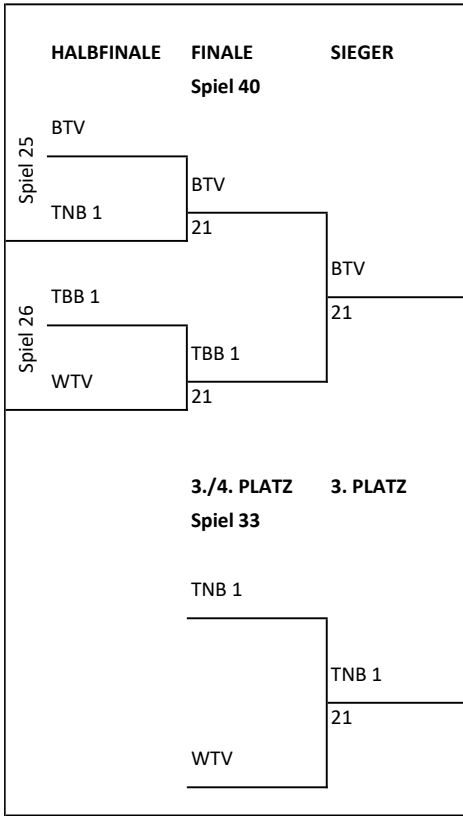 HALBFINALE FINALE SIEGER
Spiel 40
Spiel 25
BTV
BTV
TNB 1
21
BTV
TBB 1
21
Spiel 26
TBB 1
WTV
21
3./4. PLATZ 3. PLATZ
Spiel 33
TNB 1
TNB 1
21
WTV